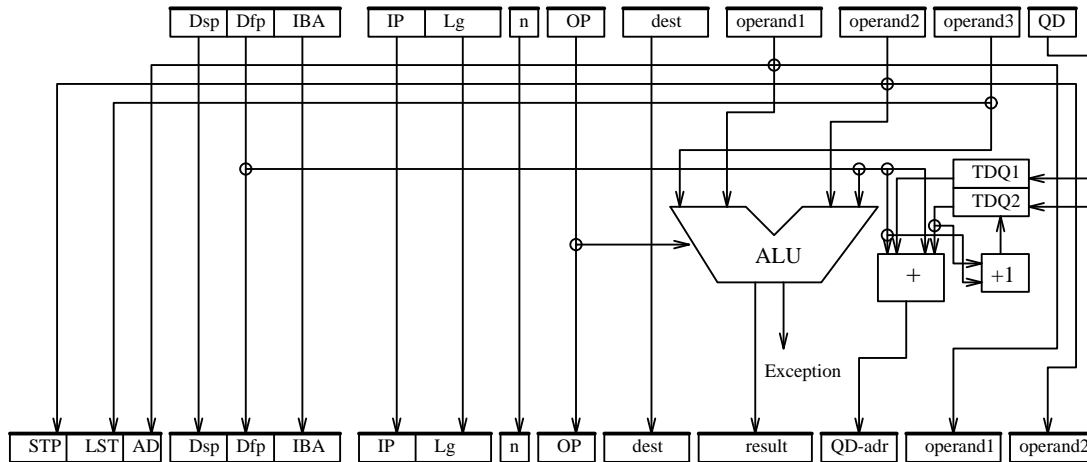 Dsp Dfp IBA IP Lg n OP dest operand1 operand2 operand3 QD
TDQ1
TDQ2
ALU + +1
Exception
STP LST AD Dsp Dfp IBA IP Lg n OP dest result QD-adr operand1 operand2